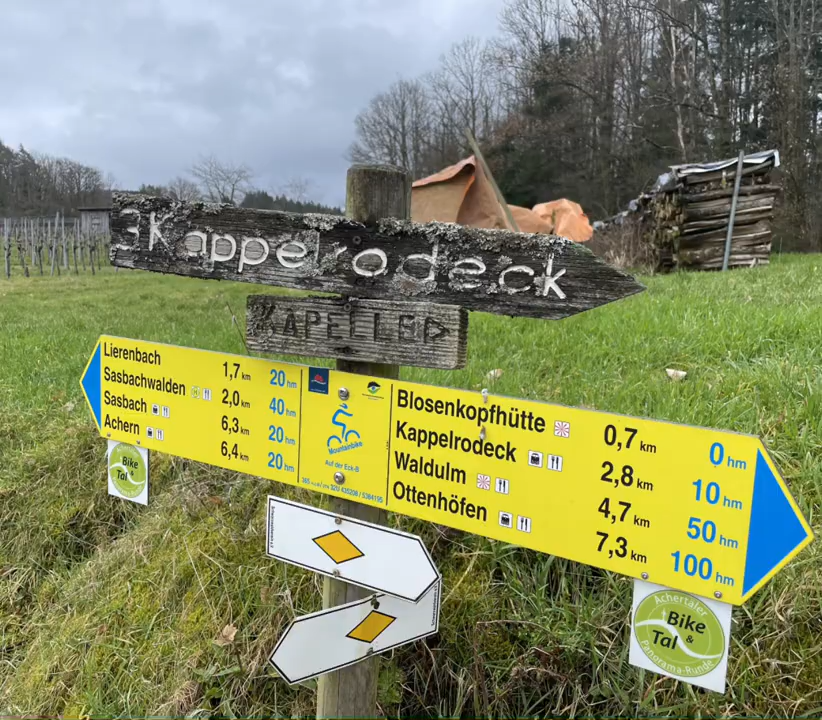 3 Kappelrodeck
KAPELLE
Lierenbach 1,7 km 20 hm
Sasbachwalden 2,0 km 40 hm
Sasbach 6,3 km 20 hm
Achern 6,4 km 20 hm
Mountainbike
Auf der Eck-B
Blosenkopfhütte 0,7 km 0 hm
Kappelrodeck 2,8 km 10 hm
Waldulm 4,7 km 50 hm
Ottenhöfen 7,3 km 100 hm
Bike
&
Tal
Achertaler
Bike
&
Tal
Panorama-Runde